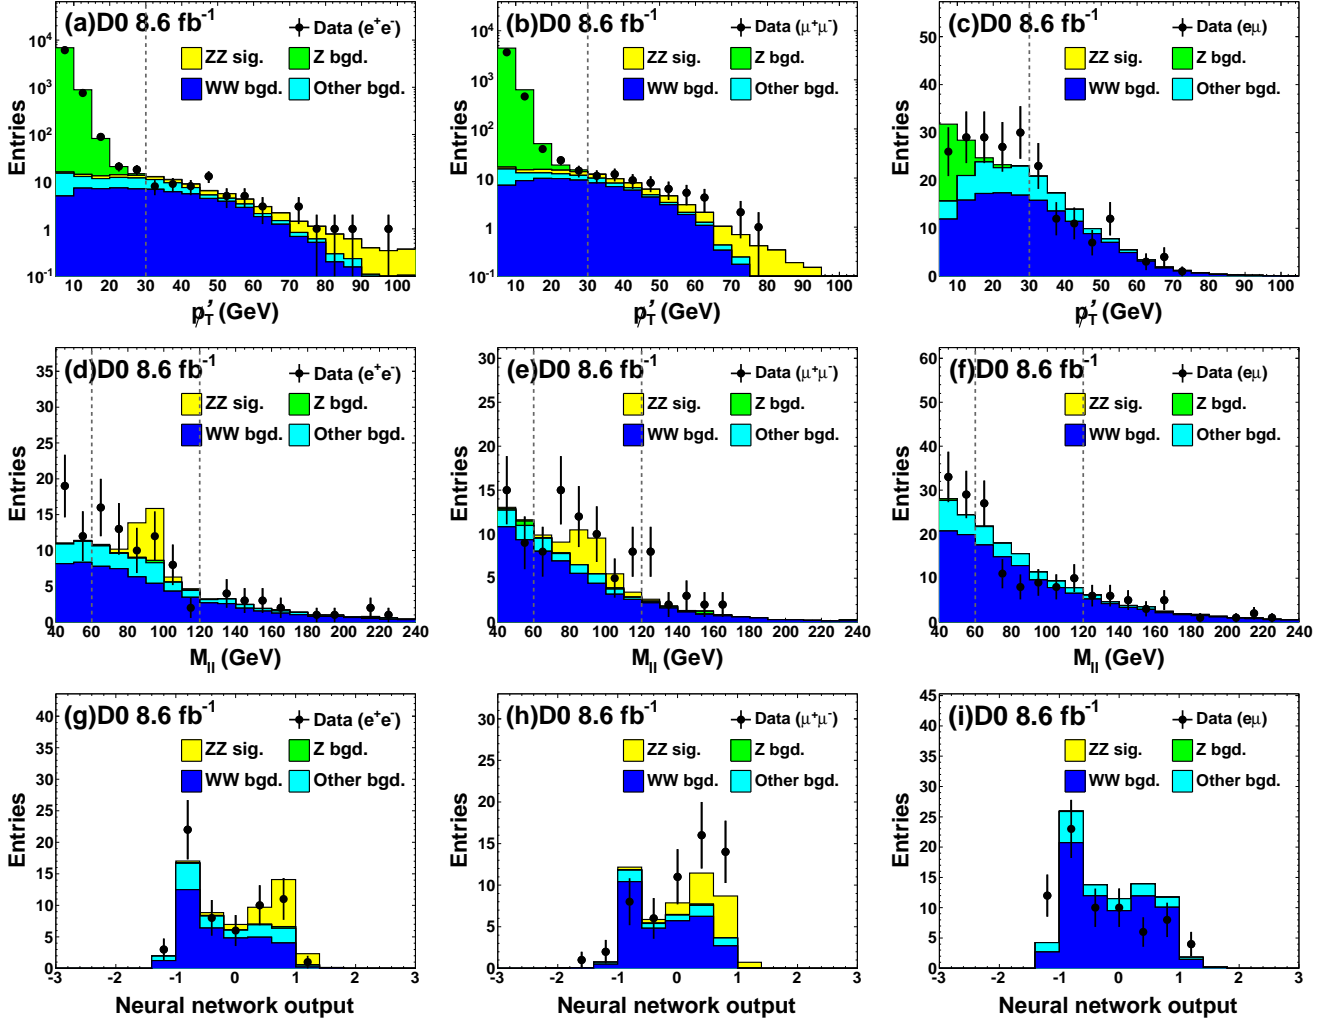 (a)D0 8.6 fb⁻¹
Data (e⁺e⁻)
ZZ sig.
Z bgd.
WW bgd.
Other bgd.
Entries
10⁴
10³
10²
10
1
10⁻¹
10 20 30 40 50 60 70 80 90 100
p̸_T′ (GeV)
(b)D0 8.6 fb⁻¹
Data (μ⁺μ⁻)
ZZ sig.
Z bgd.
WW bgd.
Other bgd.
Entries
10⁴
10³
10²
10
1
10⁻¹
10 20 30 40 50 60 70 80 90 100
p̸_T′ (GeV)
(c)D0 8.6 fb⁻¹
Data (eμ)
ZZ sig.
Z bgd.
WW bgd.
Other bgd.
Entries
50
40
30
20
10
0
10 20 30 40 50 60 70 80 90 100
p̸_T′ (GeV)
(d)D0 8.6 fb⁻¹
Data (e⁺e⁻)
ZZ sig.
Z bgd.
WW bgd.
Other bgd.
Entries
35
30
25
20
15
10
5
0
40 60 80 100 120 140 160 180 200 220 240
M_ll (GeV)
(e)D0 8.6 fb⁻¹
Data (μ⁺μ⁻)
ZZ sig.
Z bgd.
WW bgd.
Other bgd.
Entries
30
25
20
15
10
5
0
40 60 80 100 120 140 160 180 200 220 240
M_ll (GeV)
(f)D0 8.6 fb⁻¹
Data (eμ)
ZZ sig.
Z bgd.
WW bgd.
Other bgd.
Entries
60
50
40
30
20
10
0
40 60 80 100 120 140 160 180 200 220 240
M_ll (GeV)
(g)D0 8.6 fb⁻¹
Data (e⁺e⁻)
ZZ sig.
Z bgd.
WW bgd.
Other bgd.
Entries
40
35
30
25
20
15
10
5
0
-3 -2 -1 0 1 2 3
Neural network output
(h)D0 8.6 fb⁻¹
Data (μ⁺μ⁻)
ZZ sig.
Z bgd.
WW bgd.
Other bgd.
Entries
30
25
20
15
10
5
0
-3 -2 -1 0 1 2 3
Neural network output
(i)D0 8.6 fb⁻¹
Data (eμ)
ZZ sig.
Z bgd.
WW bgd.
Other bgd.
Entries
45
40
35
30
25
20
15
10
5
0
-3 -2 -1 0 1 2 3
Neural network output